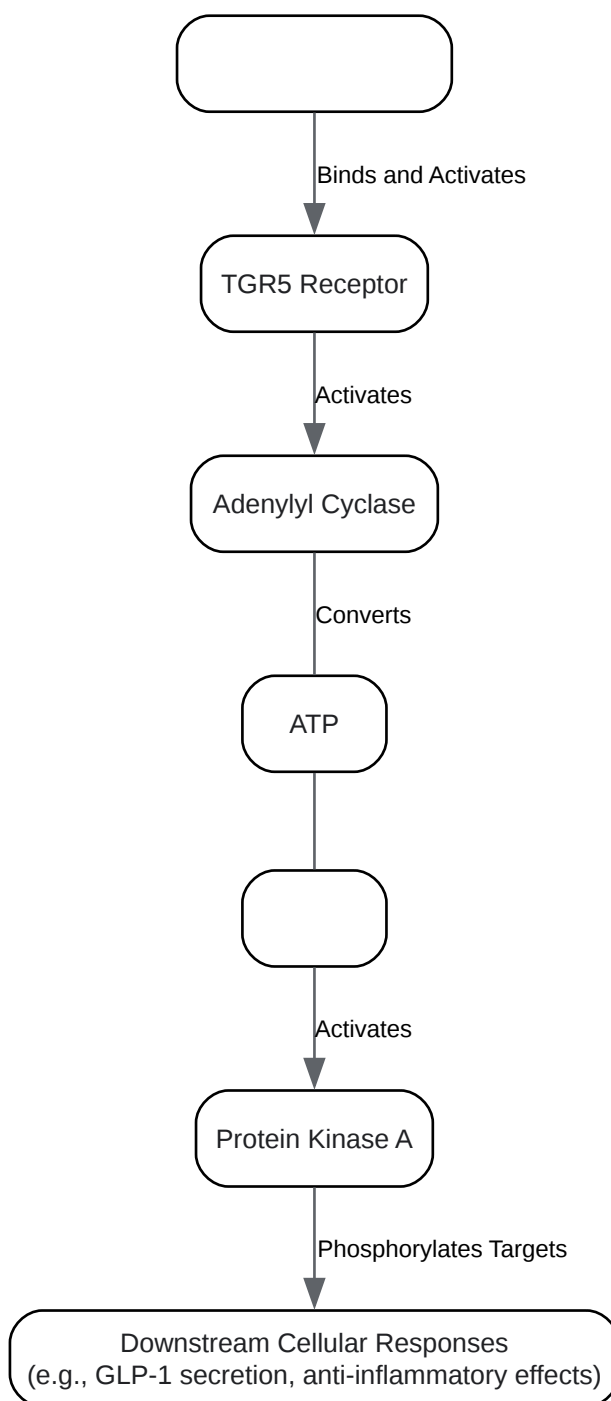 Binds and Activates
TGR5 Receptor
Activates
Adenylyl Cyclase
Converts
ATP
Activates
Protein Kinase A
Phosphorylates Targets
Downstream Cellular Responses
(e.g., GLP-1 secretion, anti-inflammatory effects)